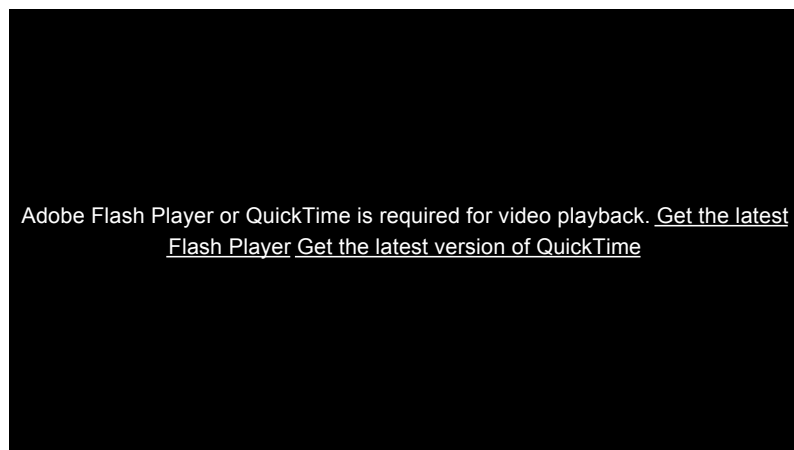 Adobe Flash Player or QuickTime is required for video playback. Get the latest
Flash Player Get the latest version of QuickTime